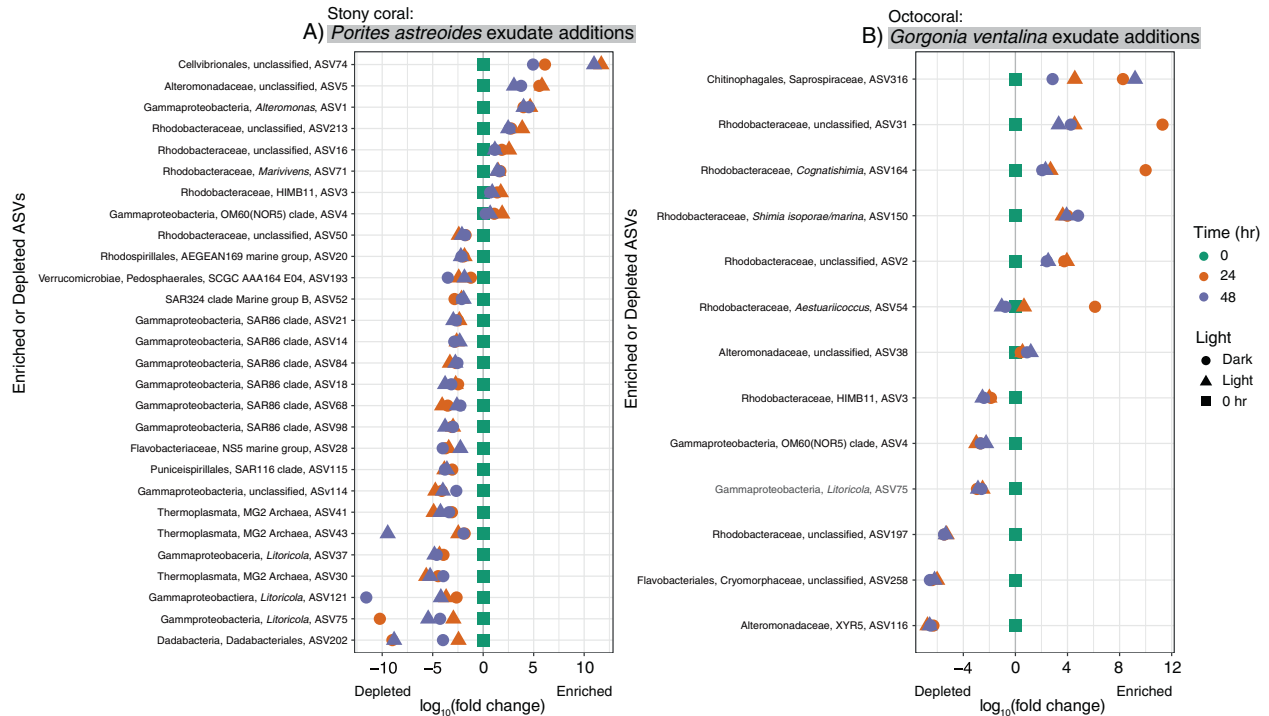 Stony coral:
A) Porites astreoides exudate additions
Enriched or Depleted ASVs
Cellvibrionales, unclassified, ASV74
Alteromonadaceae, unclassified, ASV5
Gammaproteobacteria, Alteromonas, ASV1
Rhodobacteraceae, unclassified, ASV213
Rhodobacteraceae, unclassified, ASV16
Rhodobacteraceae, Marivivens, ASV71
Rhodobacteraceae, HIMB11, ASV3
Gammaproteobacteria, OM60(NOR5) clade, ASV4
Rhodobacteraceae, unclassified, ASV50
Rhodospirillales, AEGEAN169 marine group, ASV20
Verrucomicrobiae, Pedosphaerales, SCGC AAA164 E04, ASV193
SAR324 clade Marine group B, ASV52
Gammaproteobacteria, SAR86 clade, ASV21
Gammaproteobacteria, SAR86 clade, ASV14
Gammaproteobacteria, SAR86 clade, ASV84
Gammaproteobacteria, SAR86 clade, ASV18
Gammaproteobacteria, SAR86 clade, ASV68
Gammaproteobacteria, SAR86 clade, ASV98
Flavobacteriaceae, NS5 marine group, ASV28
Puniceispirillales, SAR116 clade, ASV115
Gammaproteobacteria, unclassified, ASv114
Thermoplasmata, MG2 Archaea, ASV41
Thermoplasmata, MG2 Archaea, ASV43
Gammaproteobaceria, Litoricola, ASV37
Thermoplasmata, MG2 Archaea, ASV30
Gammaproteobactiera, Litoricola, ASV121
Gammproteobacteria, Litoricola, ASV75
Dadabacteria, Dadabacteriales, ASV202
−10 −5 0 5 10
Depleted Enriched
log10(fold change)
Octocoral:
B) Gorgonia ventalina exudate additions
Enriched or Depleted ASVs
Chitinophagales, Saprospiraceae, ASV316
Rhodobacteraceae, unclassified, ASV31
Rhodobacteraceae, Cognatishimia, ASV164
Rhodobacteraceae, Shimia isoporae/marina, ASV150
Rhodobacteraceae, unclassified, ASV2
Rhodobacteraceae, Aestuariicoccus, ASV54
Alteromonadaceae, unclassified, ASV38
Rhodobacteraceae, HIMB11, ASV3
Gammaproteobacteria, OM60(NOR5) clade, ASV4
Gammaproteobacteria, Litoricola, ASV75
Rhodobacteraceae, unclassified, ASV197
Flavobacteriales, Cryomorphaceae, unclassified, ASV258
Alteromonadaceae, XYR5, ASV116
−4 0 4 8 12
Depleted Enriched
log10(fold change)
Time (hr)
0
24
48
Light
Dark
Light
0 hr